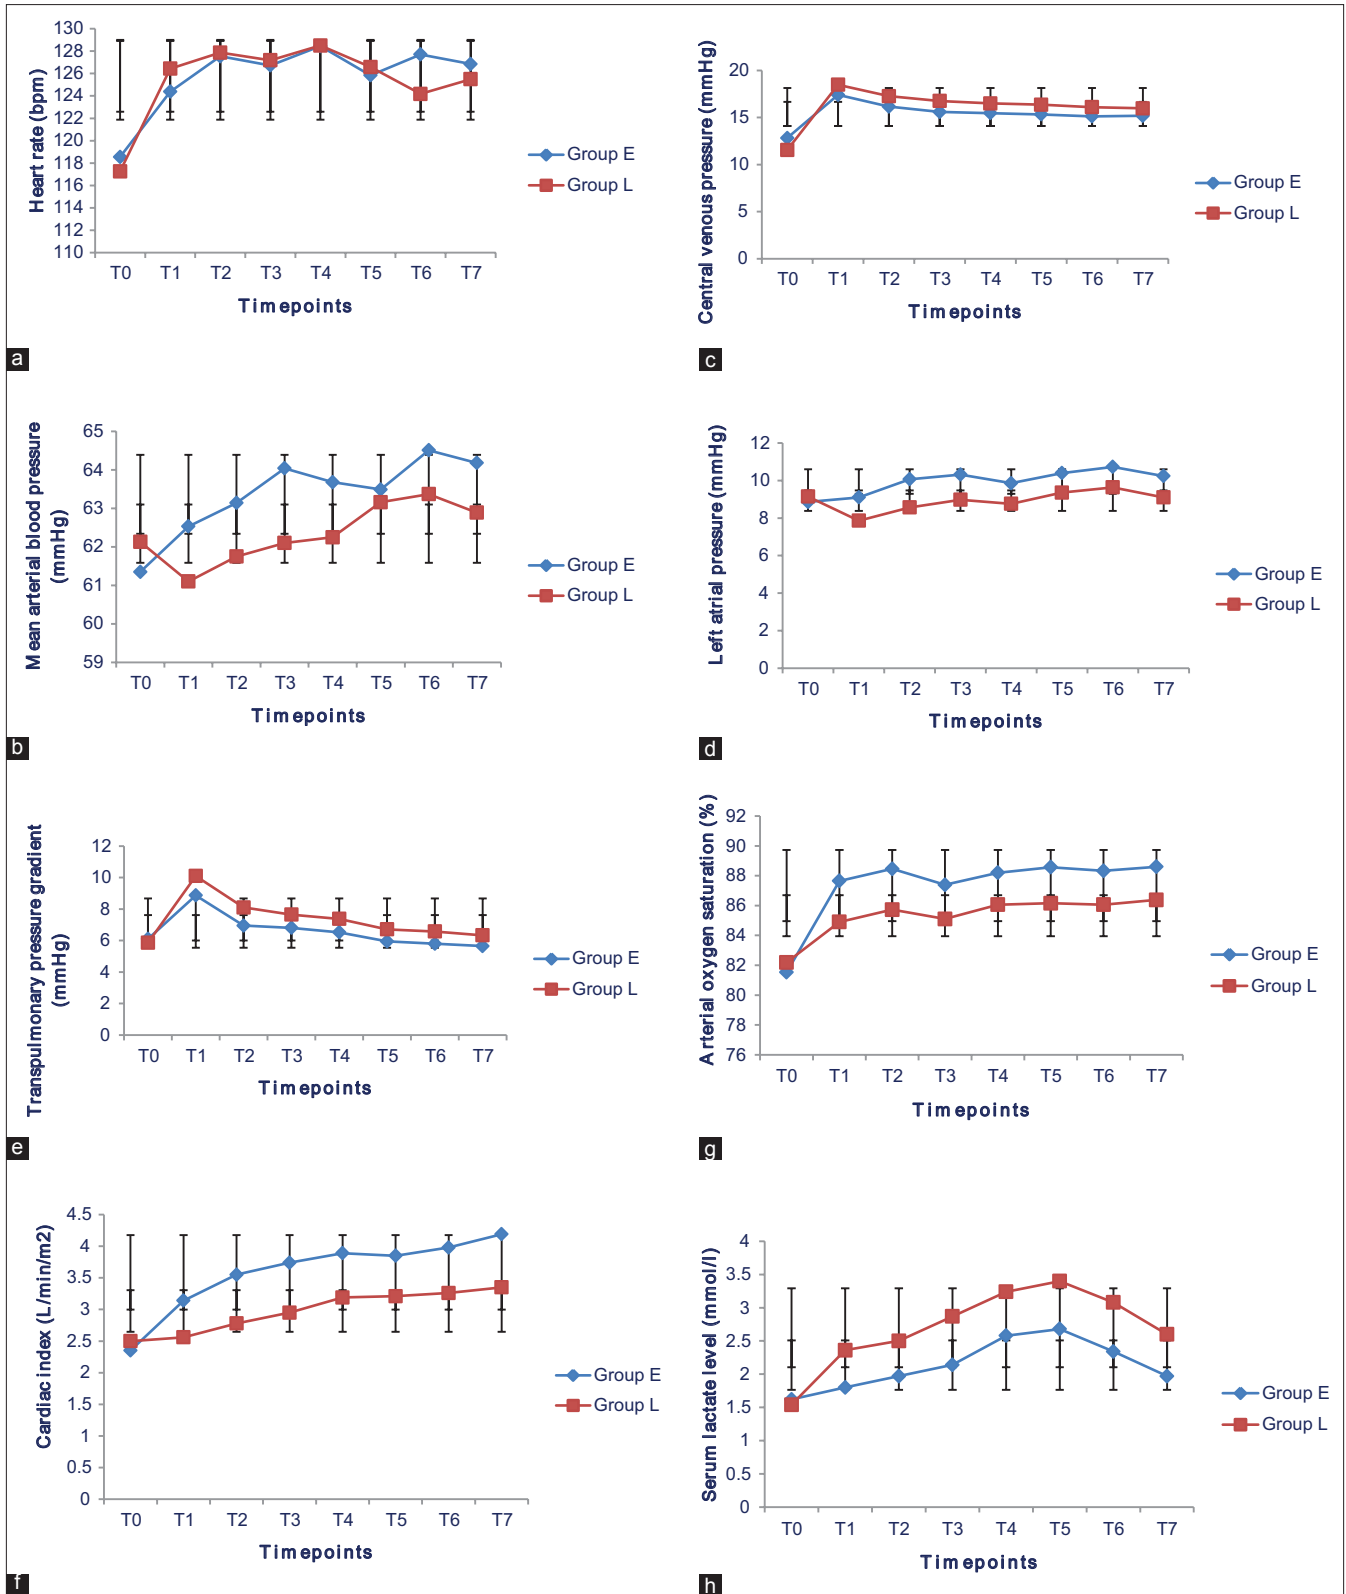 130
128
126
124
122
120
118
116
114
112
110
Heart rate (bpm)
T0 T1 T2 T3 T4 T5 T6 T7
Timepoints
Group E
Group L
a
20
15
10
5
0
Central venous pressure (mmHg)
T0 T1 T2 T3 T4 T5 T6 T7
Timepoints
Group E
Group L
c
65
64
63
62
61
60
59
Mean arterial blood pressure
(mmHg)
T0 T1 T2 T3 T4 T5 T6 T7
Timepoints
Group E
Group L
b
12
10
8
6
4
2
0
Left atrial pressure (mmHg)
T0 T1 T2 T3 T4 T5 T6 T7
Timepoints
Group E
Group L
d
12
10
8
6
4
2
0
Transpulmonary pressure gradient
(mmHg)
T0 T1 T2 T3 T4 T5 T6 T7
Timepoints
Group E
Group L
e
92
90
88
86
84
82
80
78
76
Arterial oxygen saturation (%)
T0 T1 T2 T3 T4 T5 T6 T7
Timepoints
Group E
Group L
g
4.5
4
3.5
3
2.5
2
1.5
1
0.5
0
Cardiac index (L/min/m2)
T0 T1 T2 T3 T4 T5 T6 T7
Timepoints
Group E
Group L
f
4
3.5
3
2.5
2
1.5
1
0.5
0
Serum lactate level (mmol/l)
T0 T1 T2 T3 T4 T5 T6 T7
Timepoints
Group E
Group L
h